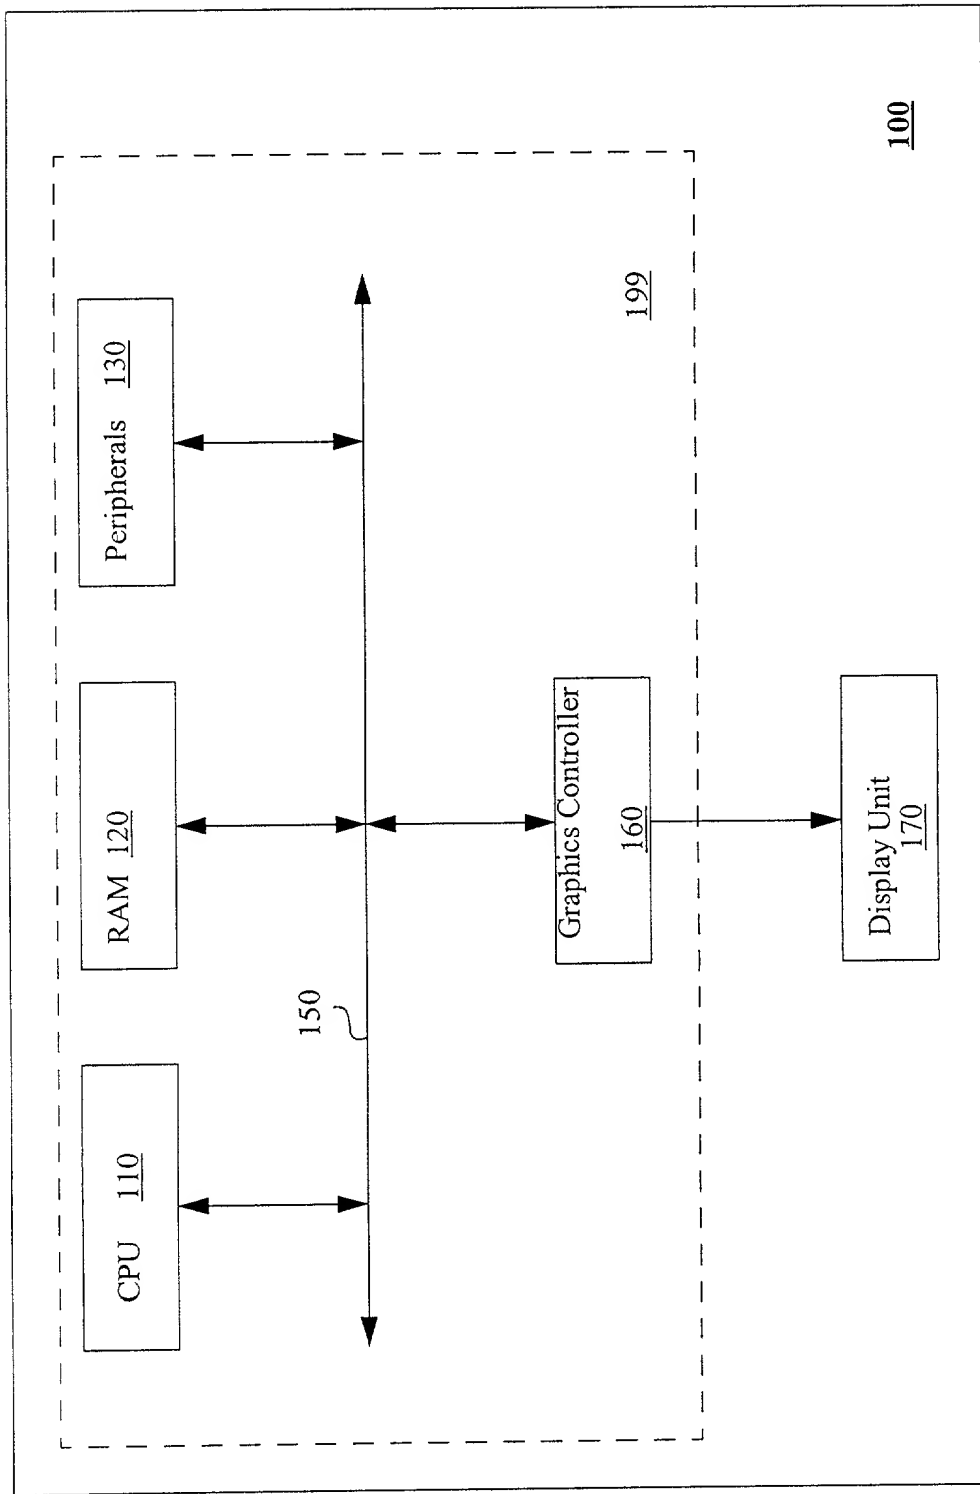 CPU 110
RAM 120
Peripherals 130
150
Graphics Controller
160
199
Display Unit
170
100